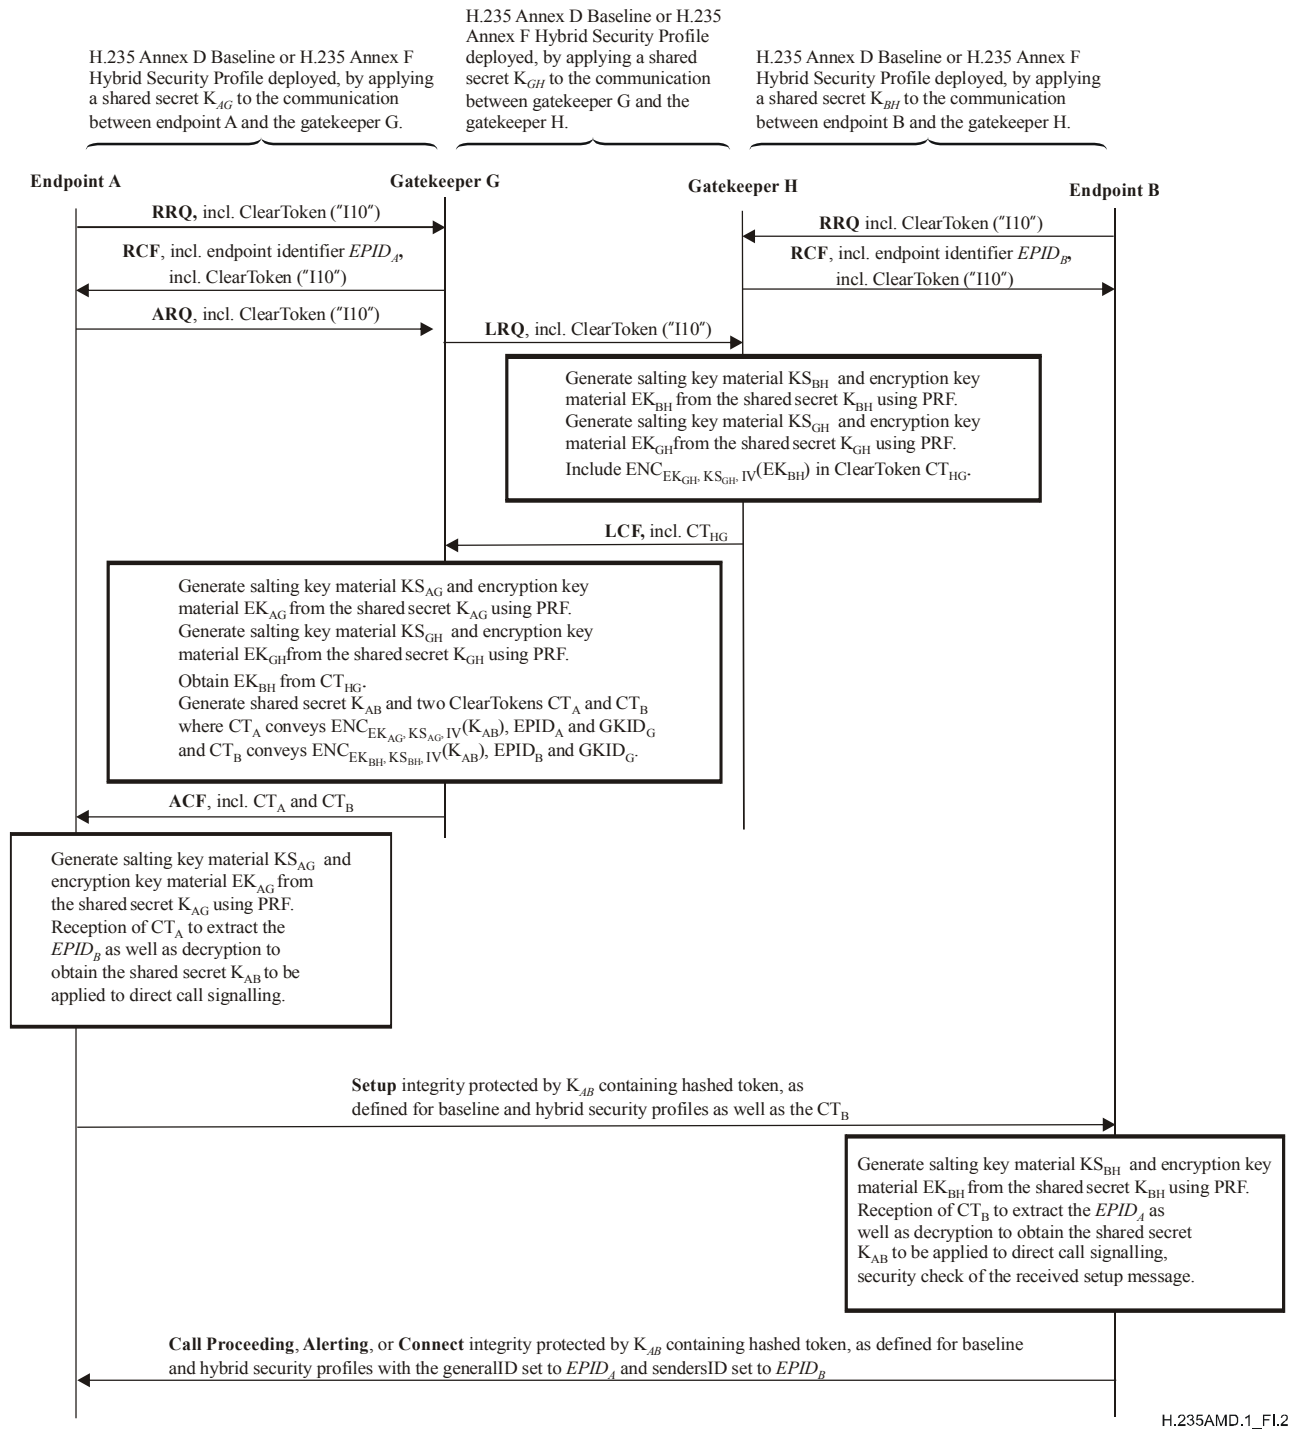 H.235 Annex D Baseline or H.235 Annex F
Hybrid Security Profile deployed, by applying
a shared secret K_AG to the communication
between endpoint A and the gatekeeper G.
H.235 Annex D Baseline or H.235
Annex F Hybrid Security Profile
deployed, by applying a shared
secret K_GH to the communication
between gatekeeper G and the
gatekeeper H.
H.235 Annex D Baseline or H.235 Annex F
Hybrid Security Profile deployed, by applying
a shared secret K_BH to the communication
between endpoint B and the gatekeeper H.
Endpoint A
Gatekeeper G
Gatekeeper H
Endpoint B
RRQ, incl. ClearToken ("I10")
RRQ incl. ClearToken ("I10")
RCF, incl. endpoint identifier EPID_A,
incl. ClearToken ("I10")
RCF, incl. endpoint identifier EPID_B,
incl. ClearToken ("I10")
ARQ, incl. ClearToken ("I10")
LRQ, incl. ClearToken ("I10")
Generate salting key material KS_BH and encryption key
material EK_BH from the shared secret K_BH using PRF.
Generate salting key material KS_GH and encryption key
material EK_GH from the shared secret K_GH using PRF.
Include ENC_EK_GH, KS_GH, IV(EK_BH) in ClearToken CT_HG.
LCF, incl. CT_HG
Generate salting key material KS_AG and encryption key
material EK_AG from the shared secret K_AG using PRF.
Generate salting key material KS_GH and encryption key
material EK_GH from the shared secret K_GH using PRF.
Obtain EK_BH from CT_HG.
Generate shared secret K_AB and two ClearTokens CT_A and CT_B
where CT_A conveys ENC_EK_AG, KS_AG, IV(K_AB), EPID_A and GKID_G
and CT_B conveys ENC_EK_BH, KS_BH, IV(K_AB), EPID_B and GKID_G.
ACF, incl. CT_A and CT_B
Generate salting key material KS_AG and
encryption key material EK_AG from
the shared secret K_AG using PRF.
Reception of CT_A to extract the
EPID_B as well as decryption to
obtain the shared secret K_AB to be
applied to direct call signalling.
Setup integrity protected by K_AB containing hashed token, as
defined for baseline and hybrid security profiles as well as the CT_B
Generate salting key material KS_BH and encryption key
material EK_BH from the shared secret K_BH using PRF.
Reception of CT_B to extract the EPID_A as
well as decryption to obtain the shared secret
K_AB to be applied to direct call signalling,
security check of the received setup message.
Call Proceeding, Alerting, or Connect integrity protected by K_AB containing hashed token, as defined for baseline
and hybrid security profiles with the generalID set to EPID_A and sendersID set to EPID_B
H.235AMD.1_FI.2